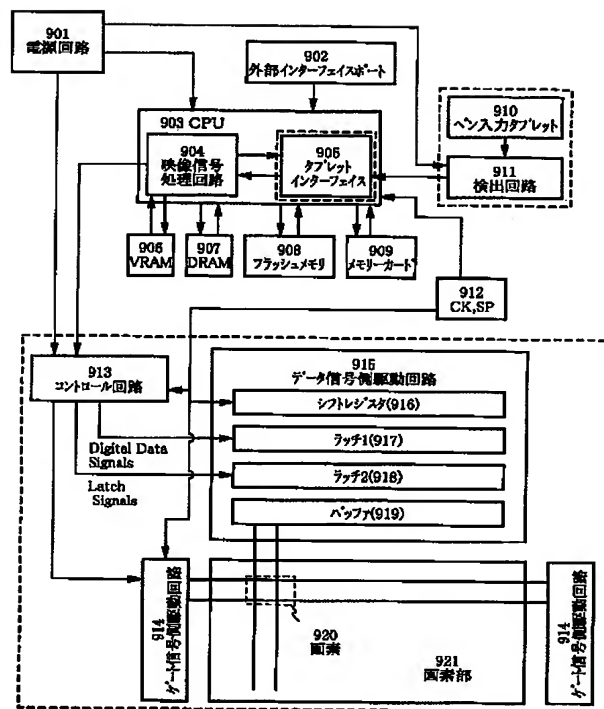 901
電源回路
902
外部インターフェイスポート
903 CPU
904
映像信号
処理回路
905
タブレット
インターフェイス
910
ペン入力タブレット
911
検出回路
906
VRAM
907
DRAM
908
フラッシュメモリ
909
メモリーカード
912
CK,SP
913
コントロール回路
915
データ信号側駆動回路
シフトレジスタ(916)
ラッチ1(917)
ラッチ2(918)
バッファ(919)
Digital Data
Signals
Latch
Signals
914
ゲート信号側駆動回路
920
画素
921
画素部
914
ゲート信号側駆動回路